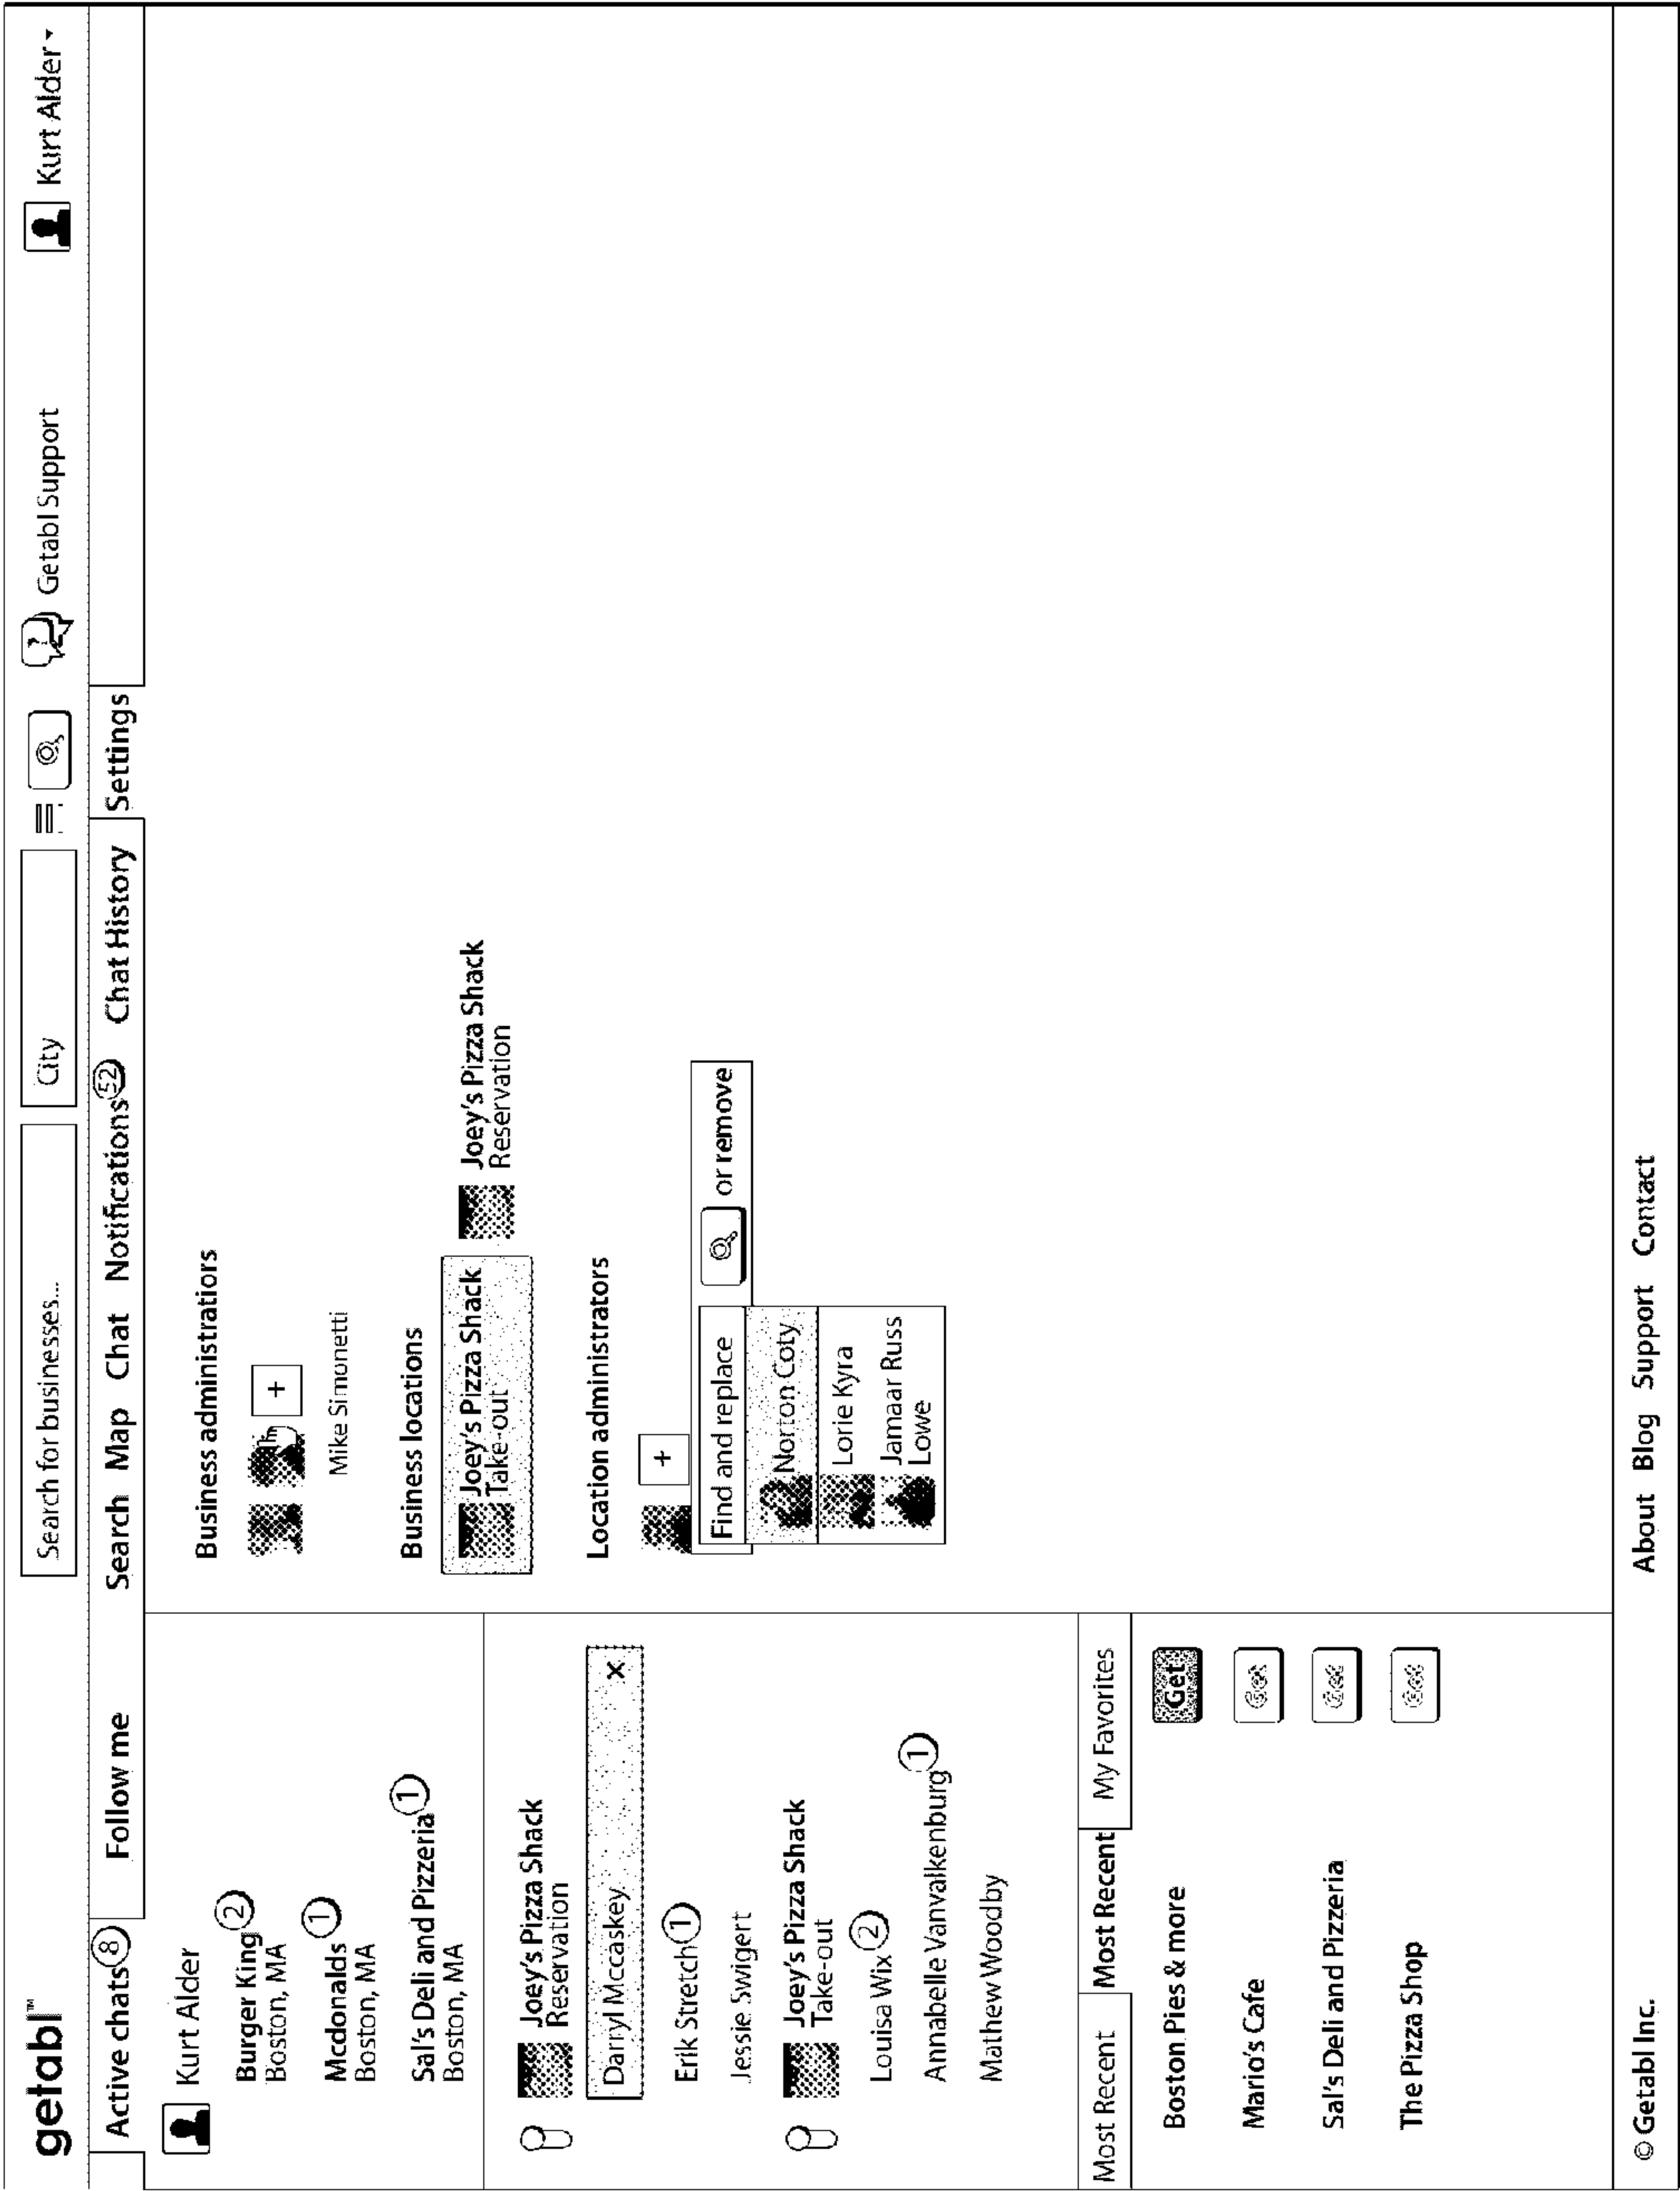 getabl™
Search for businesses...
City
Getabl Support
Kurt Alder
Active chats 8
Follow me
Search Map Chat Notifications 52 Chat History Settings
Kurt Alder
Burger King 2
Boston, MA
Mcdonalds 1
Boston, MA
Sal's Deli and Pizzeria 1
Boston, MA
Joey's Pizza Shack
Reservation
Darryl Mccaskey
x
Erik Stretch 1
Jessie Swigert
Joey's Pizza Shack
Take-out
Louisa Wix 2
Annabelle Vanvalkenburg 1
Mathew Woodby
Most Recent
Most Recent
My Favorites
Boston Pies & more
Get
Mario's Cafe
Get
Sal's Deli and Pizzeria
Get
The Pizza Shop
Get
Business administratiors
+
Mike Simonetti
Business locations
Joey's Pizza Shack
Take-out
Joey's Pizza Shack
Reservation
Location administrators
+
Find and replace
or remove
Norton Coty
Lorie Kyra
Jamaar Russ
Lowe
© Getabl Inc.
About Blog Support Contact